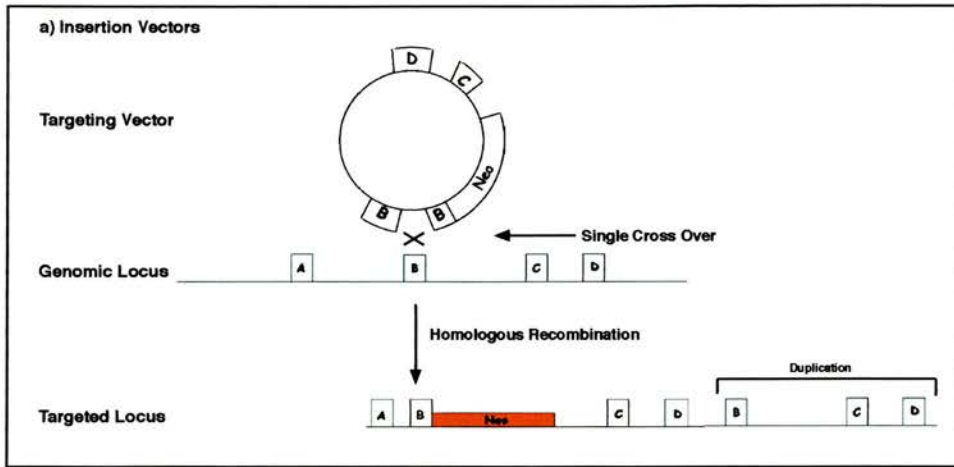 a) Insertion Vectors
D
C
Targeting Vector
Neo
B B
Single Cross Over
Genomic Locus
A B C D
Homologous Recombination
Duplication
Targeted Locus
A B Neo C D B C D